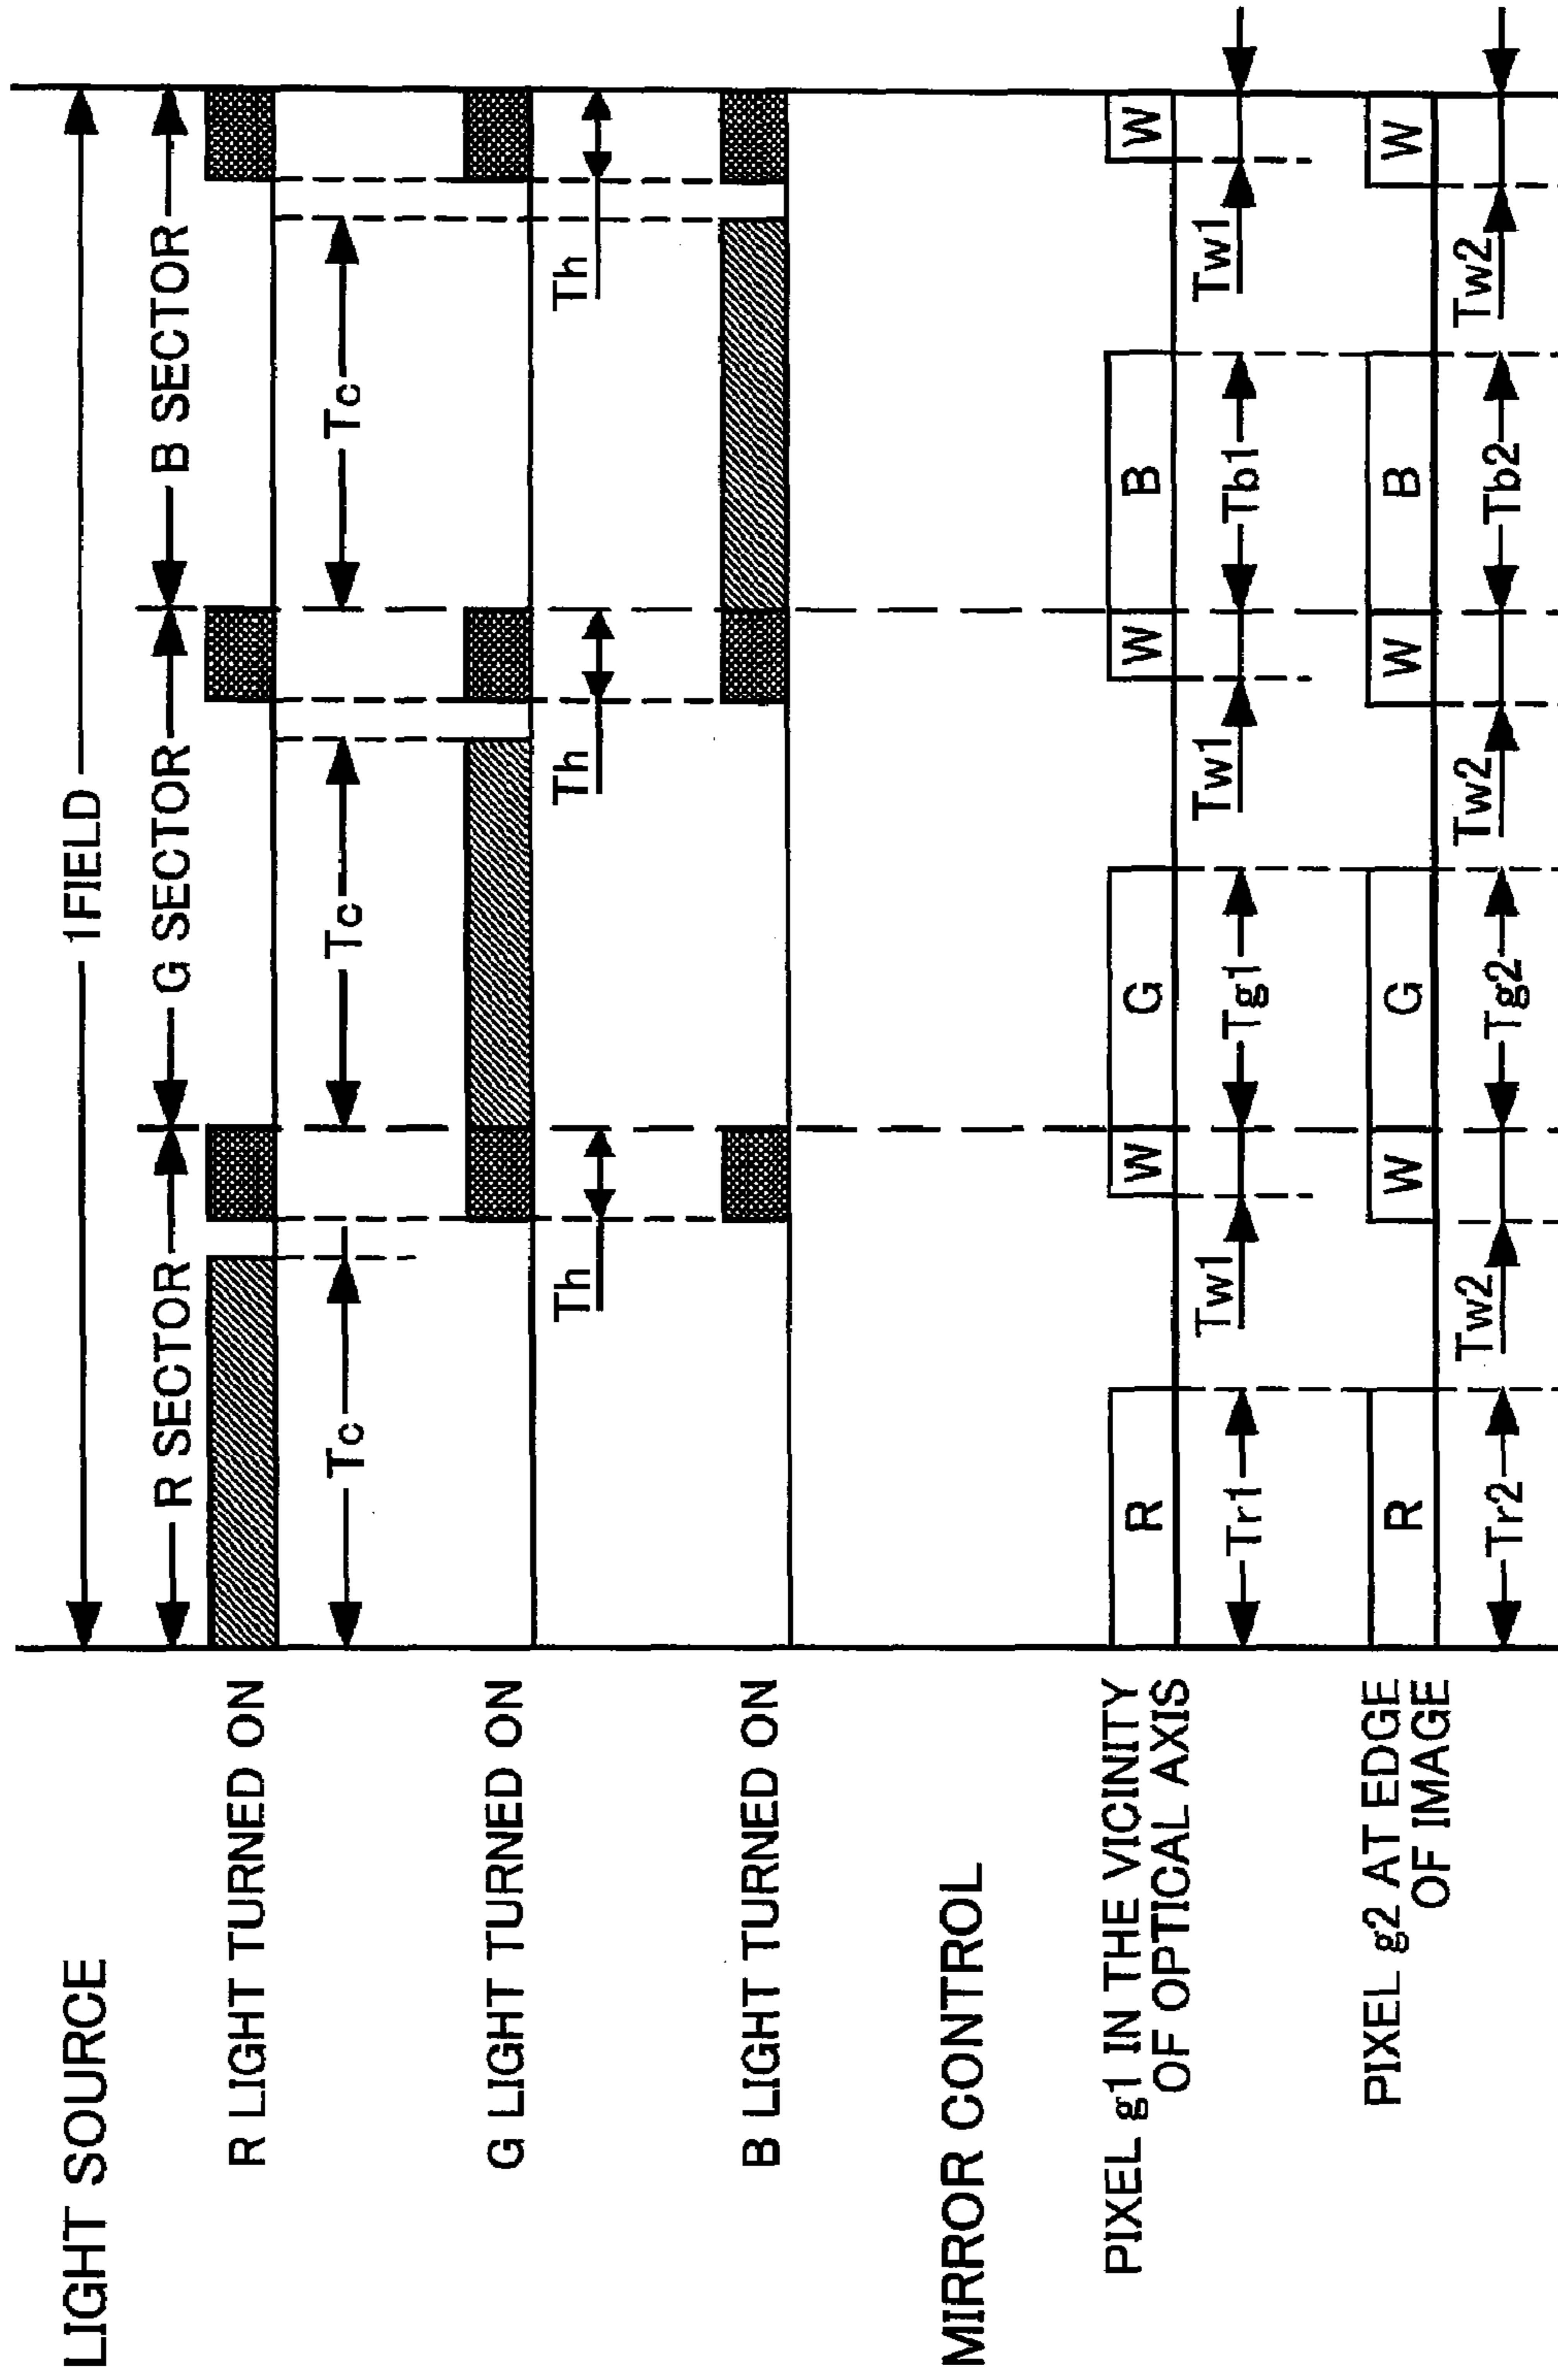 LIGHT SOURCE
1FIELD
R SECTOR
G SECTOR
B SECTOR
R LIGHT TURNED ON
Tc
Tc
Tc
G LIGHT TURNED ON
Th
Th
Th
B LIGHT TURNED ON
MIRROR CONTROL
PIXEL g1 IN THE VICINITY
OF OPTICAL AXIS
R
W
G
W
B
W
Tr1
Tw1
Tg1
Tw1
Tb1
Tw1
PIXEL g2 AT EDGE
OF IMAGE
R
W
G
W
B
W
Tr2
Tw2
Tg2
Tw2
Tb2
Tw2